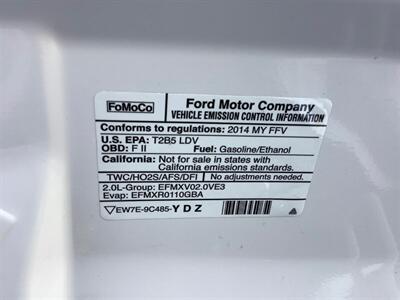 FoMoCo
Ford Motor Company
VEHICLE EMISSION CONTROL INFORMATION
Conforms to regulations: 2014 MY FFV
U.S. EPA: T2B5 LDV
OBD: F II Fuel: Gasoline/Ethanol
California: Not for sale in states with
California emissions standards.
TWC/HO2S/AFS/DFI No adjustments needed.
2.0L-Group: EFMXV02.0VE3
Evap: EFMXR0110GBA
EW7E-9C485-YDZ